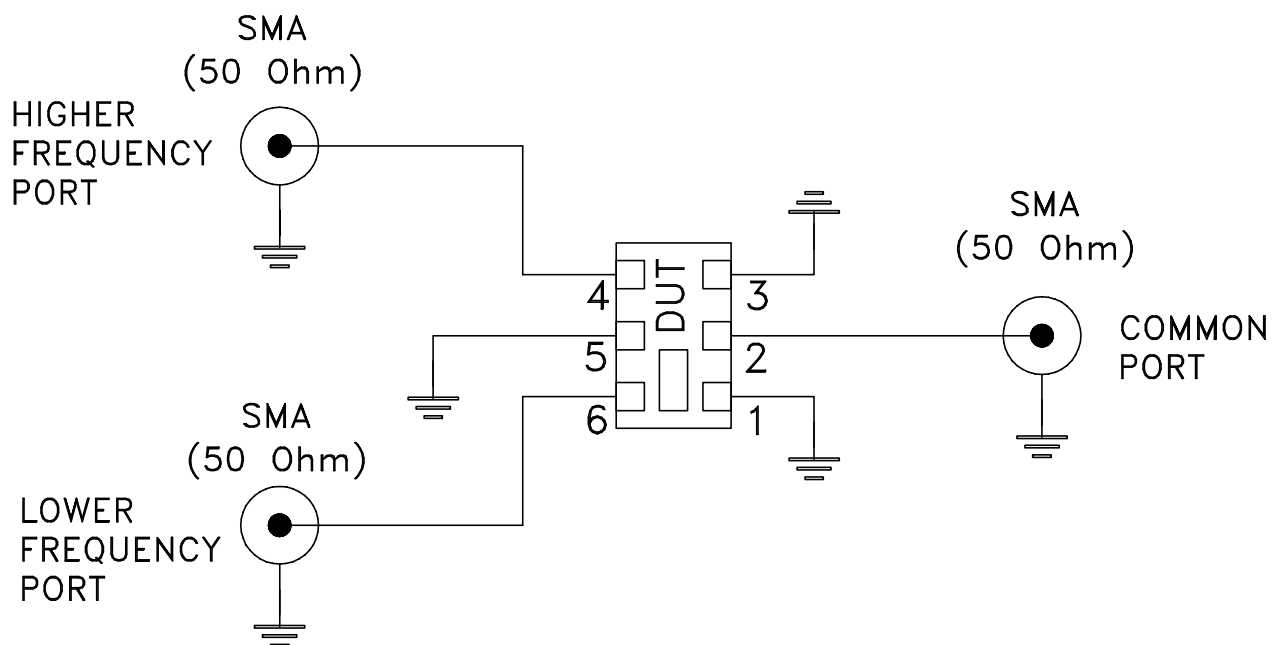 SMA
(50 Ohm)
HIGHER
FREQUENCY
PORT
SMA
(50 Ohm)
COMMON
PORT
DUT
4
3
5
2
6
1
SMA
(50 Ohm)
LOWER
FREQUENCY
PORT